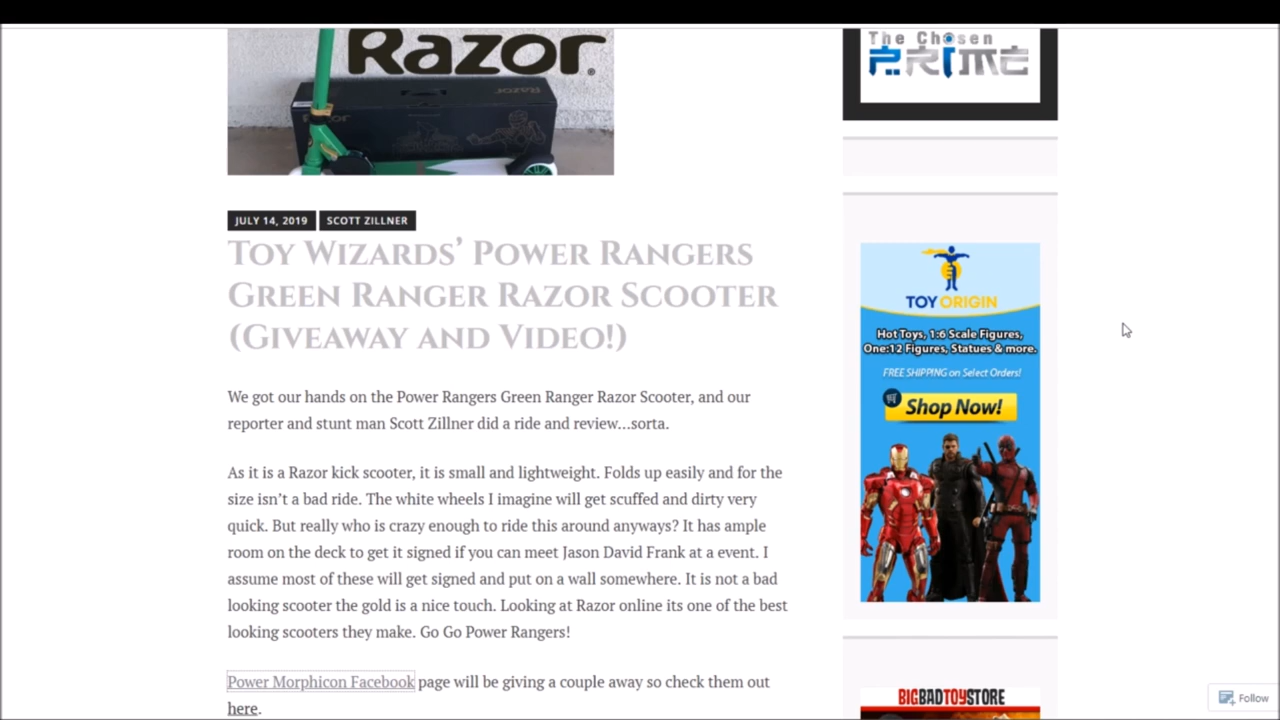 Razor
JULY 14, 2019 SCOTT ZILLNER
TOY WIZARDS' POWER RANGERS
GREEN RANGER RAZOR SCOOTER
(GIVEAWAY AND VIDEO!)
We got our hands on the Power Rangers Green Ranger Razor Scooter, and our
reporter and stunt man Scott Zillner did a ride and review...sorta.
As it is a Razor kick scooter, it is small and lightweight. Folds up easily and for the
size isn't a bad ride. The white wheels I imagine will get scuffed and dirty very
quick. But really who is crazy enough to ride this around anyways? It has ample
room on the deck to get it signed if you can meet Jason David Frank at a event. I
assume most of these will get signed and put on a wall somewhere. It is not a bad
looking scooter the gold is a nice touch. Looking at Razor online its one of the best
looking scooters they make. Go Go Power Rangers!
Power Morphicon Facebook page will be giving a couple away so check them out
here.
The Chosen
PRIME
TOY ORIGIN
Hot Toys, 1:6 Scale Figures,
One:12 Figures, Statues & more.
FREE SHIPPING on Select Orders!
Shop Now!
BIGBADTOYSTORE
Follow